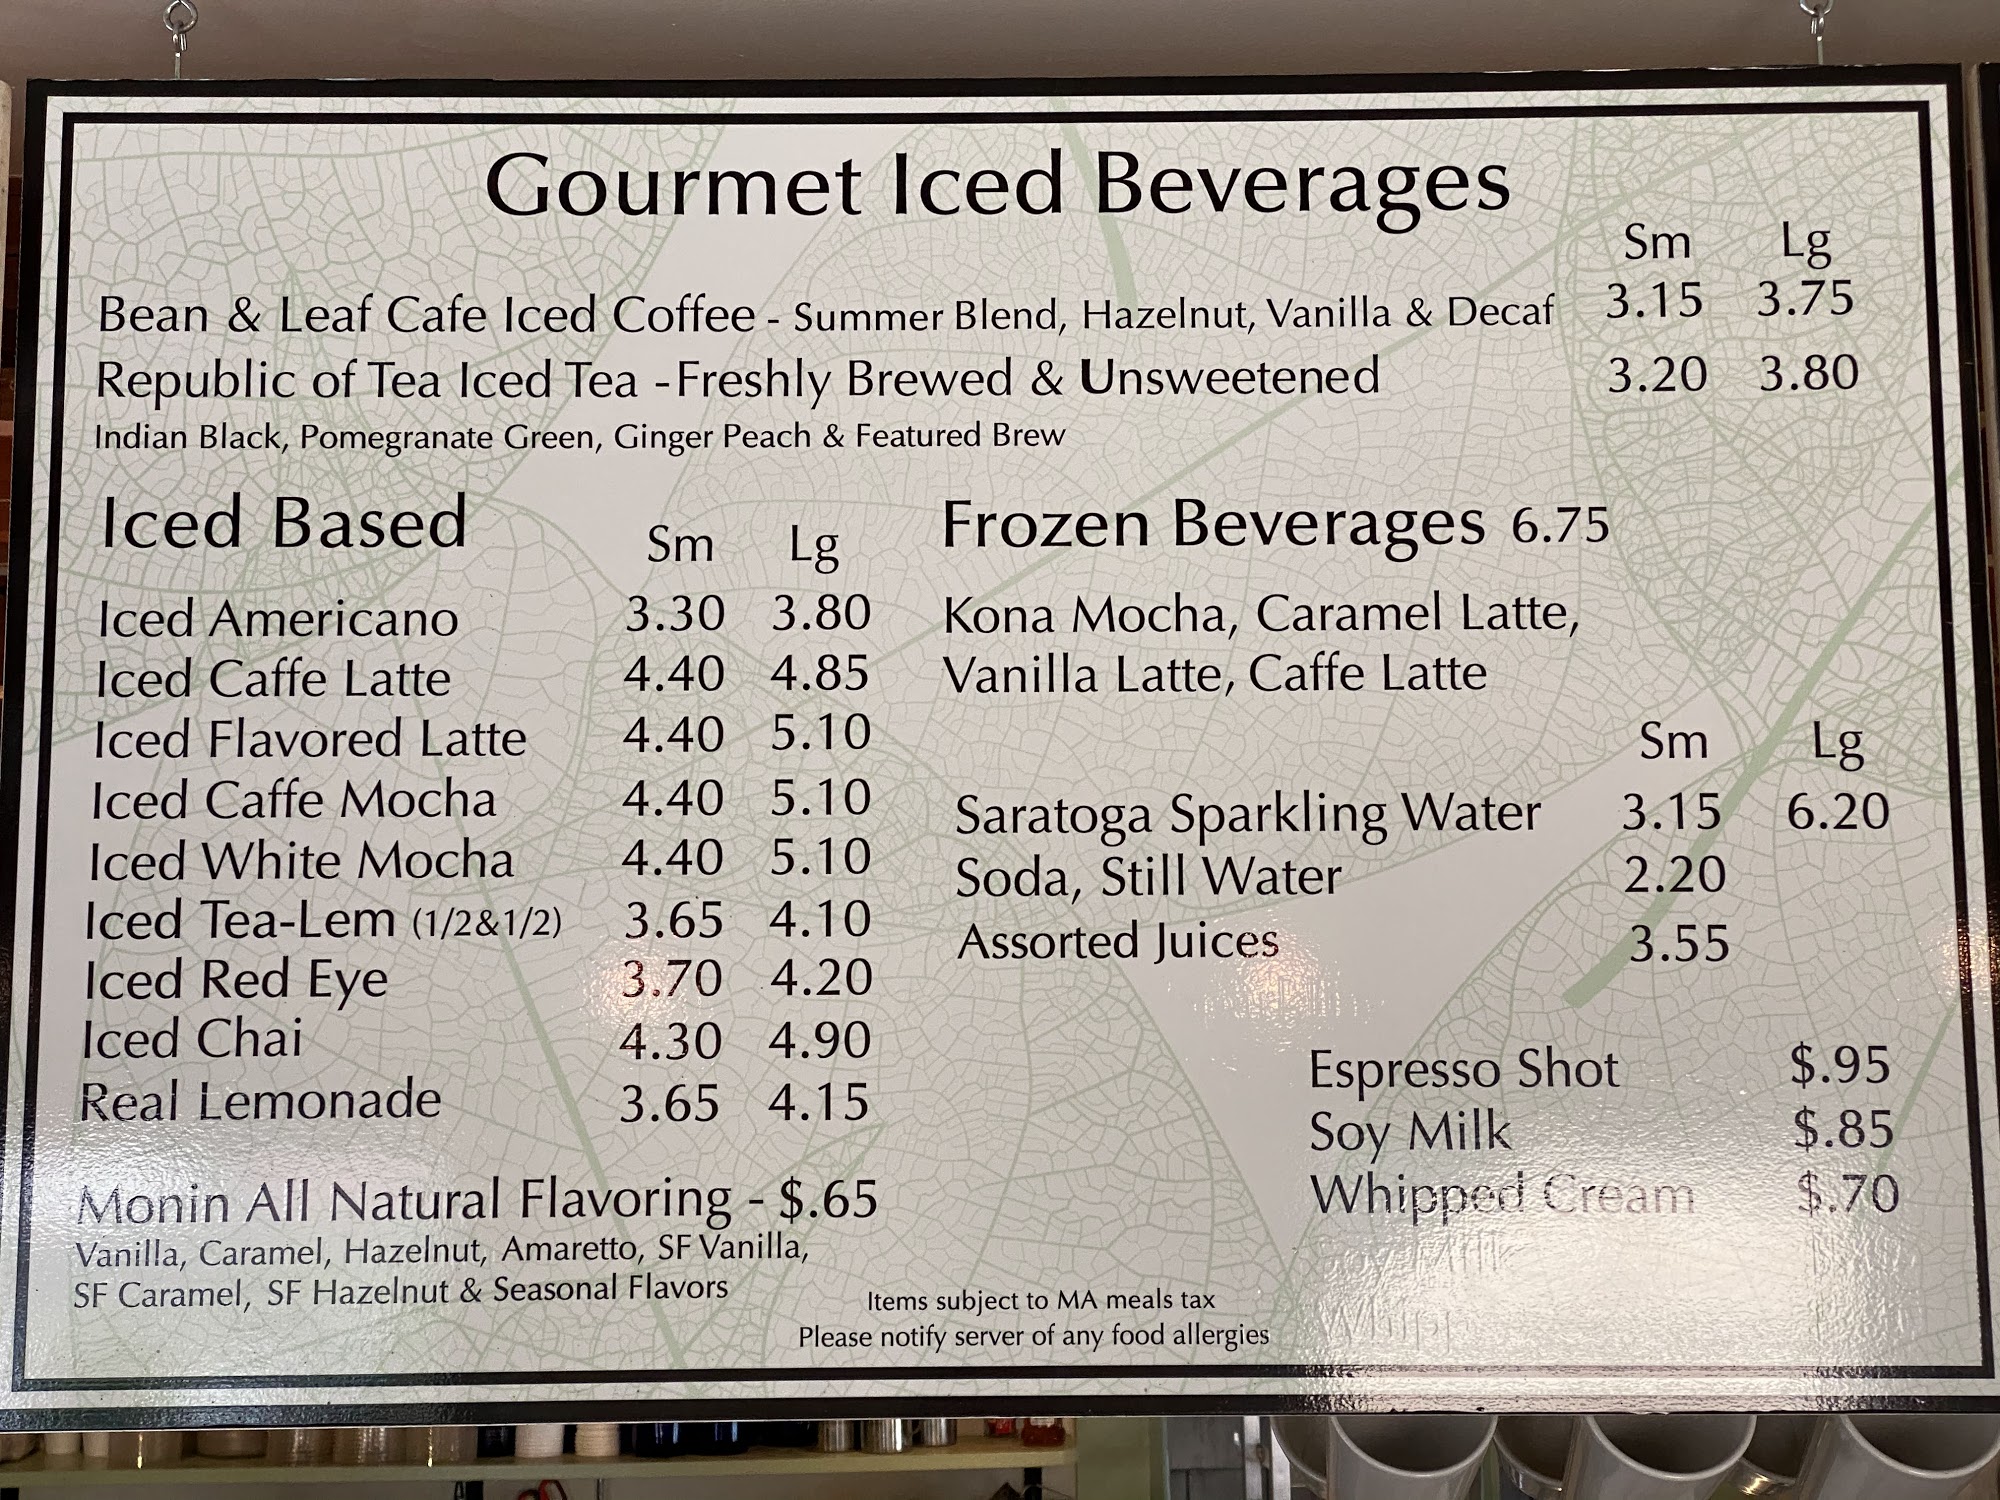 Gourmet Iced Beverages
Sm Lg
Bean & Leaf Cafe Iced Coffee - Summer Blend, Hazelnut, Vanilla & Decaf 3.15 3.75
Republic of Tea Iced Tea -Freshly Brewed & Unsweetened 3.20 3.80
Indian Black, Pomegranate Green, Ginger Peach & Featured Brew
Iced Based Sm Lg
Iced Americano 3.30 3.80
Iced Caffe Latte 4.40 4.85
Iced Flavored Latte 4.40 5.10
Iced Caffe Mocha 4.40 5.10
Iced White Mocha 4.40 5.10
Iced Tea-Lem (1/2&1/2) 3.65 4.10
Iced Red Eye 3.70 4.20
Iced Chai 4.30 4.90
Real Lemonade 3.65 4.15
Monin All Natural Flavoring - $.65
Vanilla, Caramel, Hazelnut, Amaretto, SF Vanilla,
SF Caramel, SF Hazelnut & Seasonal Flavors
Frozen Beverages 6.75
Kona Mocha, Caramel Latte,
Vanilla Latte, Caffe Latte
Sm Lg
Saratoga Sparkling Water 3.15 6.20
Soda, Still Water 2.20
Assorted Juices 3.55
Espresso Shot $.95
Soy Milk $.85
Whipped Cream $.70
Items subject to MA meals tax
Please notify server of any food allergies